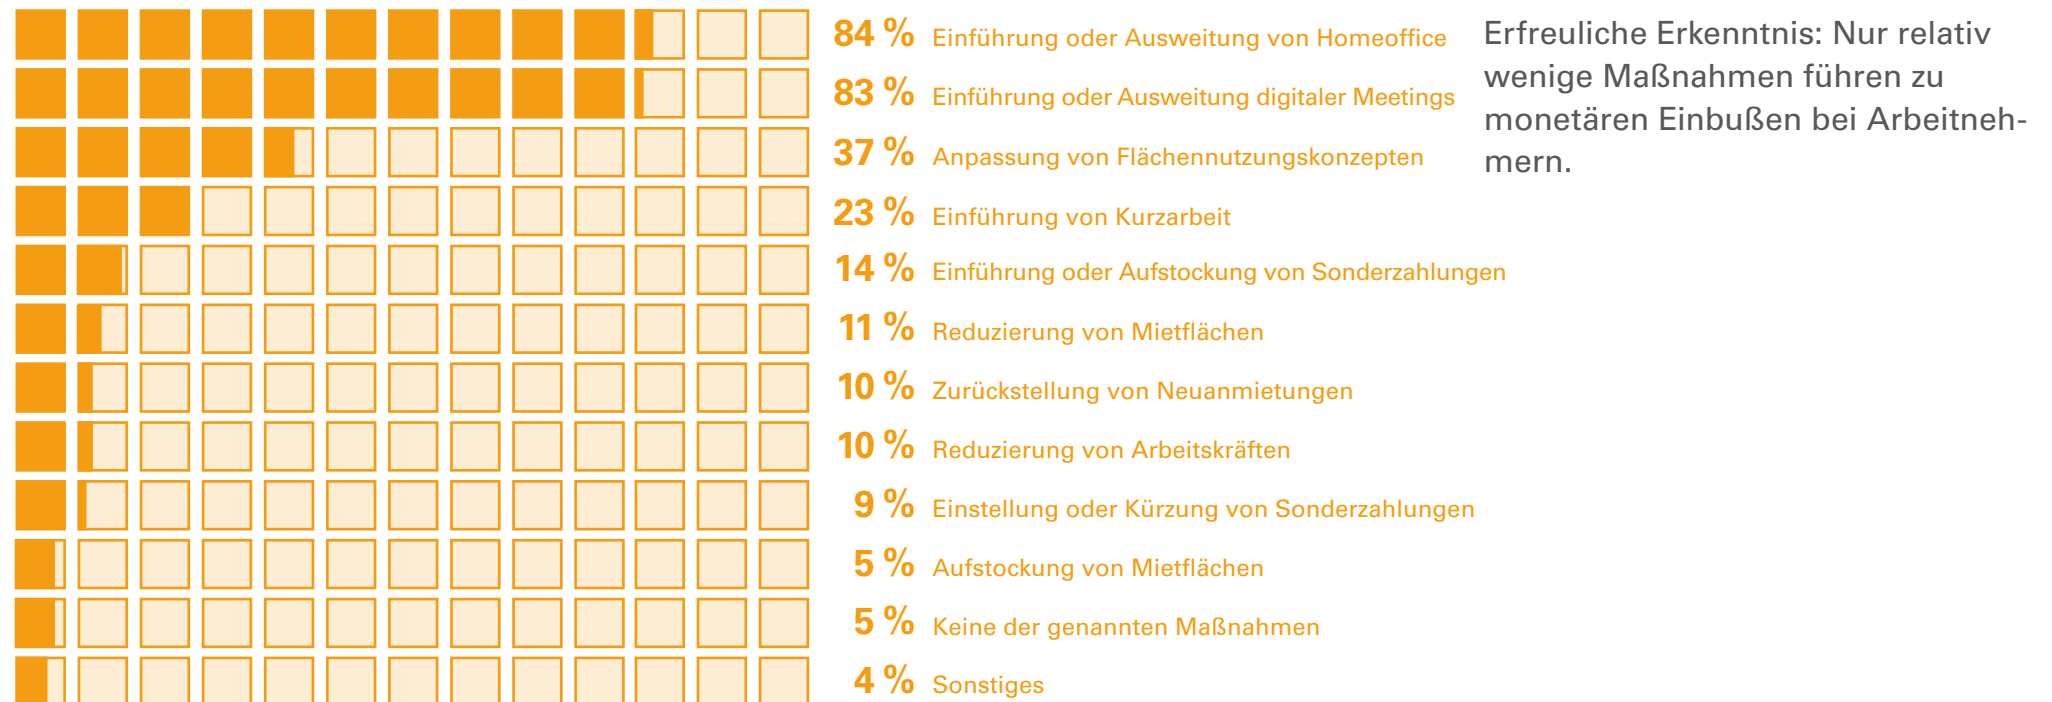 84 % Einführung oder Ausweitung von Homeoffice
83 % Einführung oder Ausweitung digitaler Meetings
37 % Anpassung von Flächennutzungskonzepten
23 % Einführung von Kurzarbeit
14 % Einführung oder Aufstockung von Sonderzahlungen
11 % Reduzierung von Mietflächen
10 % Zurückstellung von Neuanmietungen
10 % Reduzierung von Arbeitskräften
9 % Einstellung oder Kürzung von Sonderzahlungen
5 % Aufstockung von Mietflächen
5 % Keine der genannten Maßnahmen
4 % Sonstiges
Erfreuliche Erkenntnis: Nur relativ
wenige Maßnahmen führen zu
monetären Einbußen bei Arbeitneh-
mern.